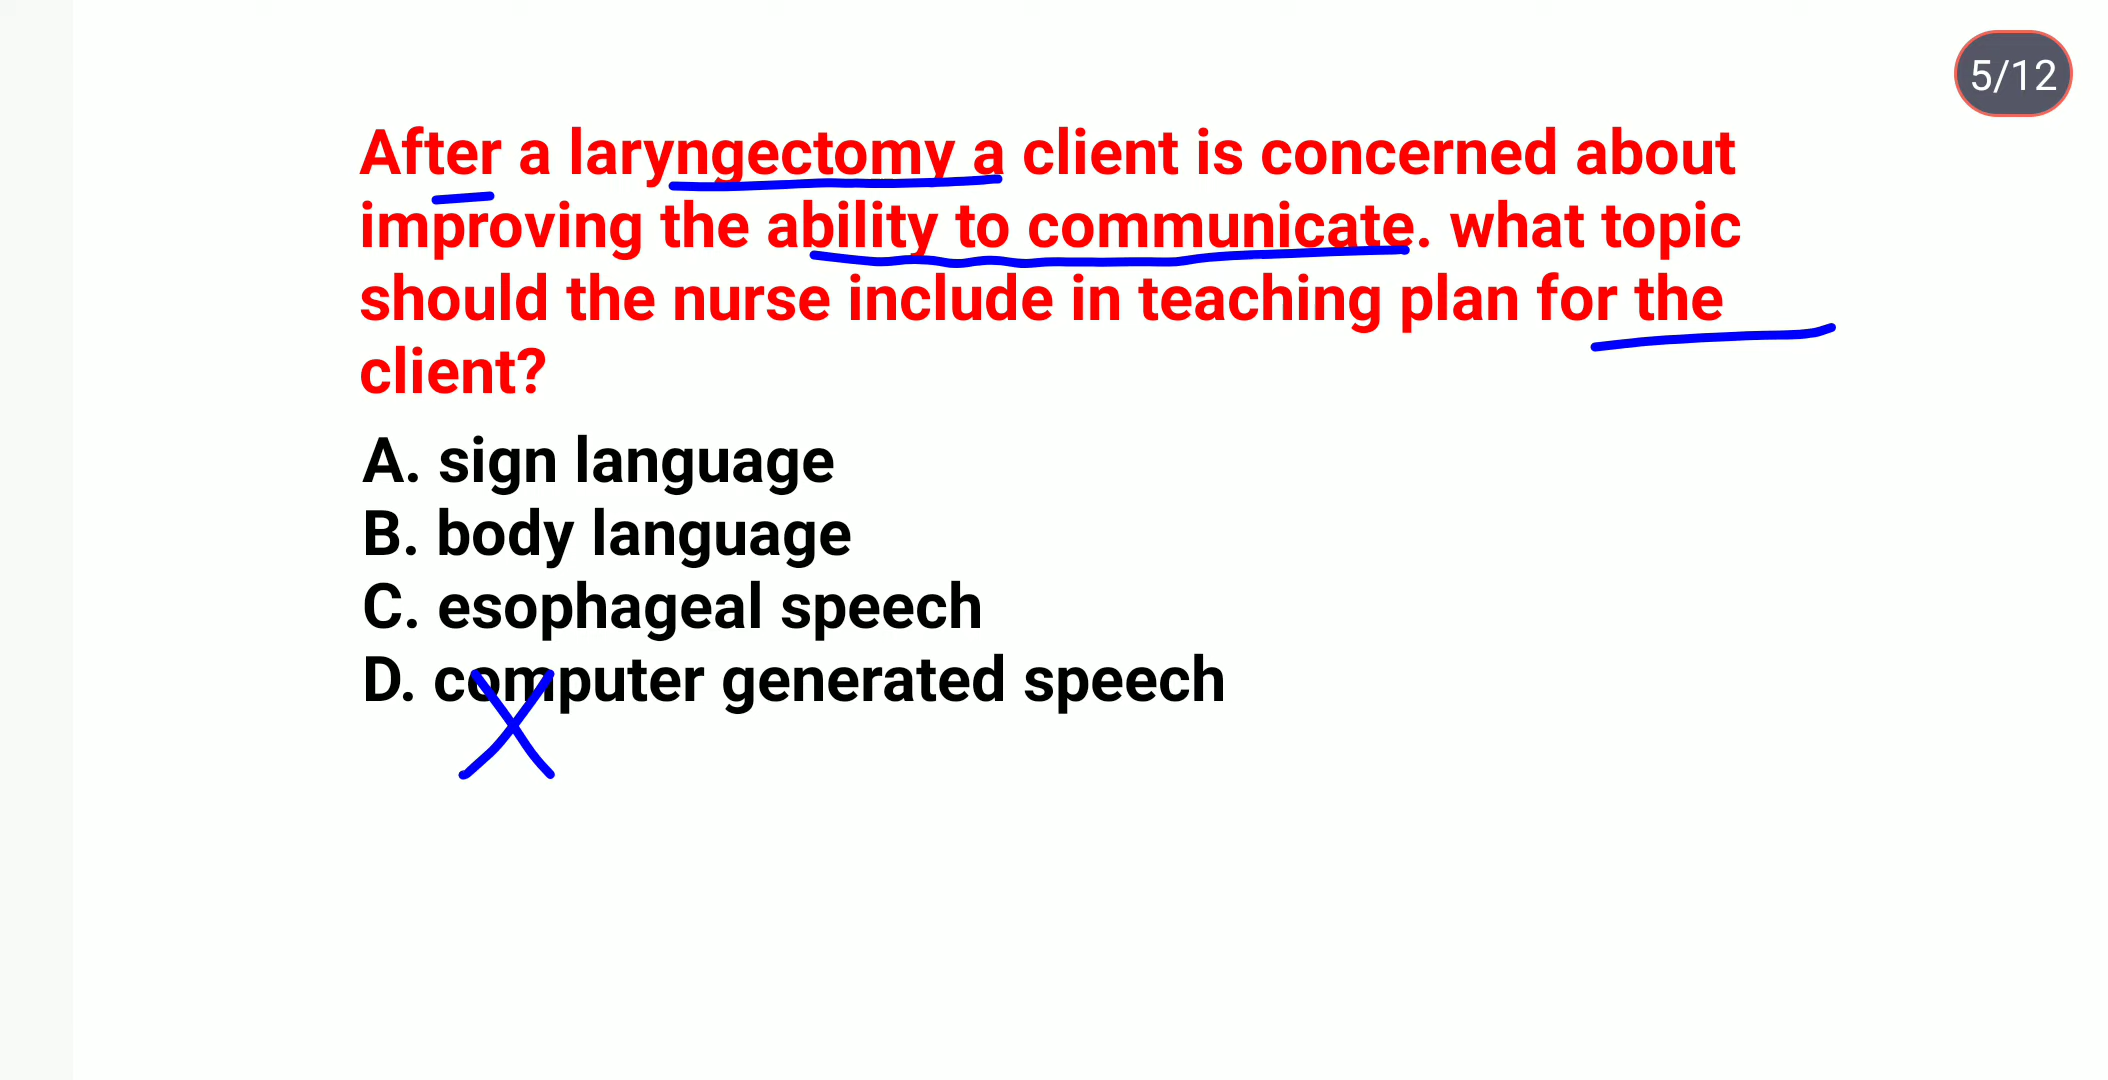 5/12
After a laryngectomy a client is concerned about
improving the ability to communicate. what topic
should the nurse include in teaching plan for the
client?
A. sign language
B. body language
C. esophageal speech
D. computer generated speech